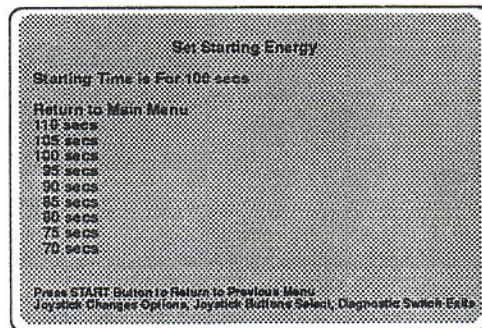 Set Starting Energy
Starting Time is For 100 secs
Return to Main Menu
110 secs
105 secs
100 secs
95 secs
90 secs
85 secs
80 secs
75 secs
70 secs
Press START Button to Return to Previous Menu
Joystick Changes Options, Joystick Buttons Select, Diagnostic Switch Exits